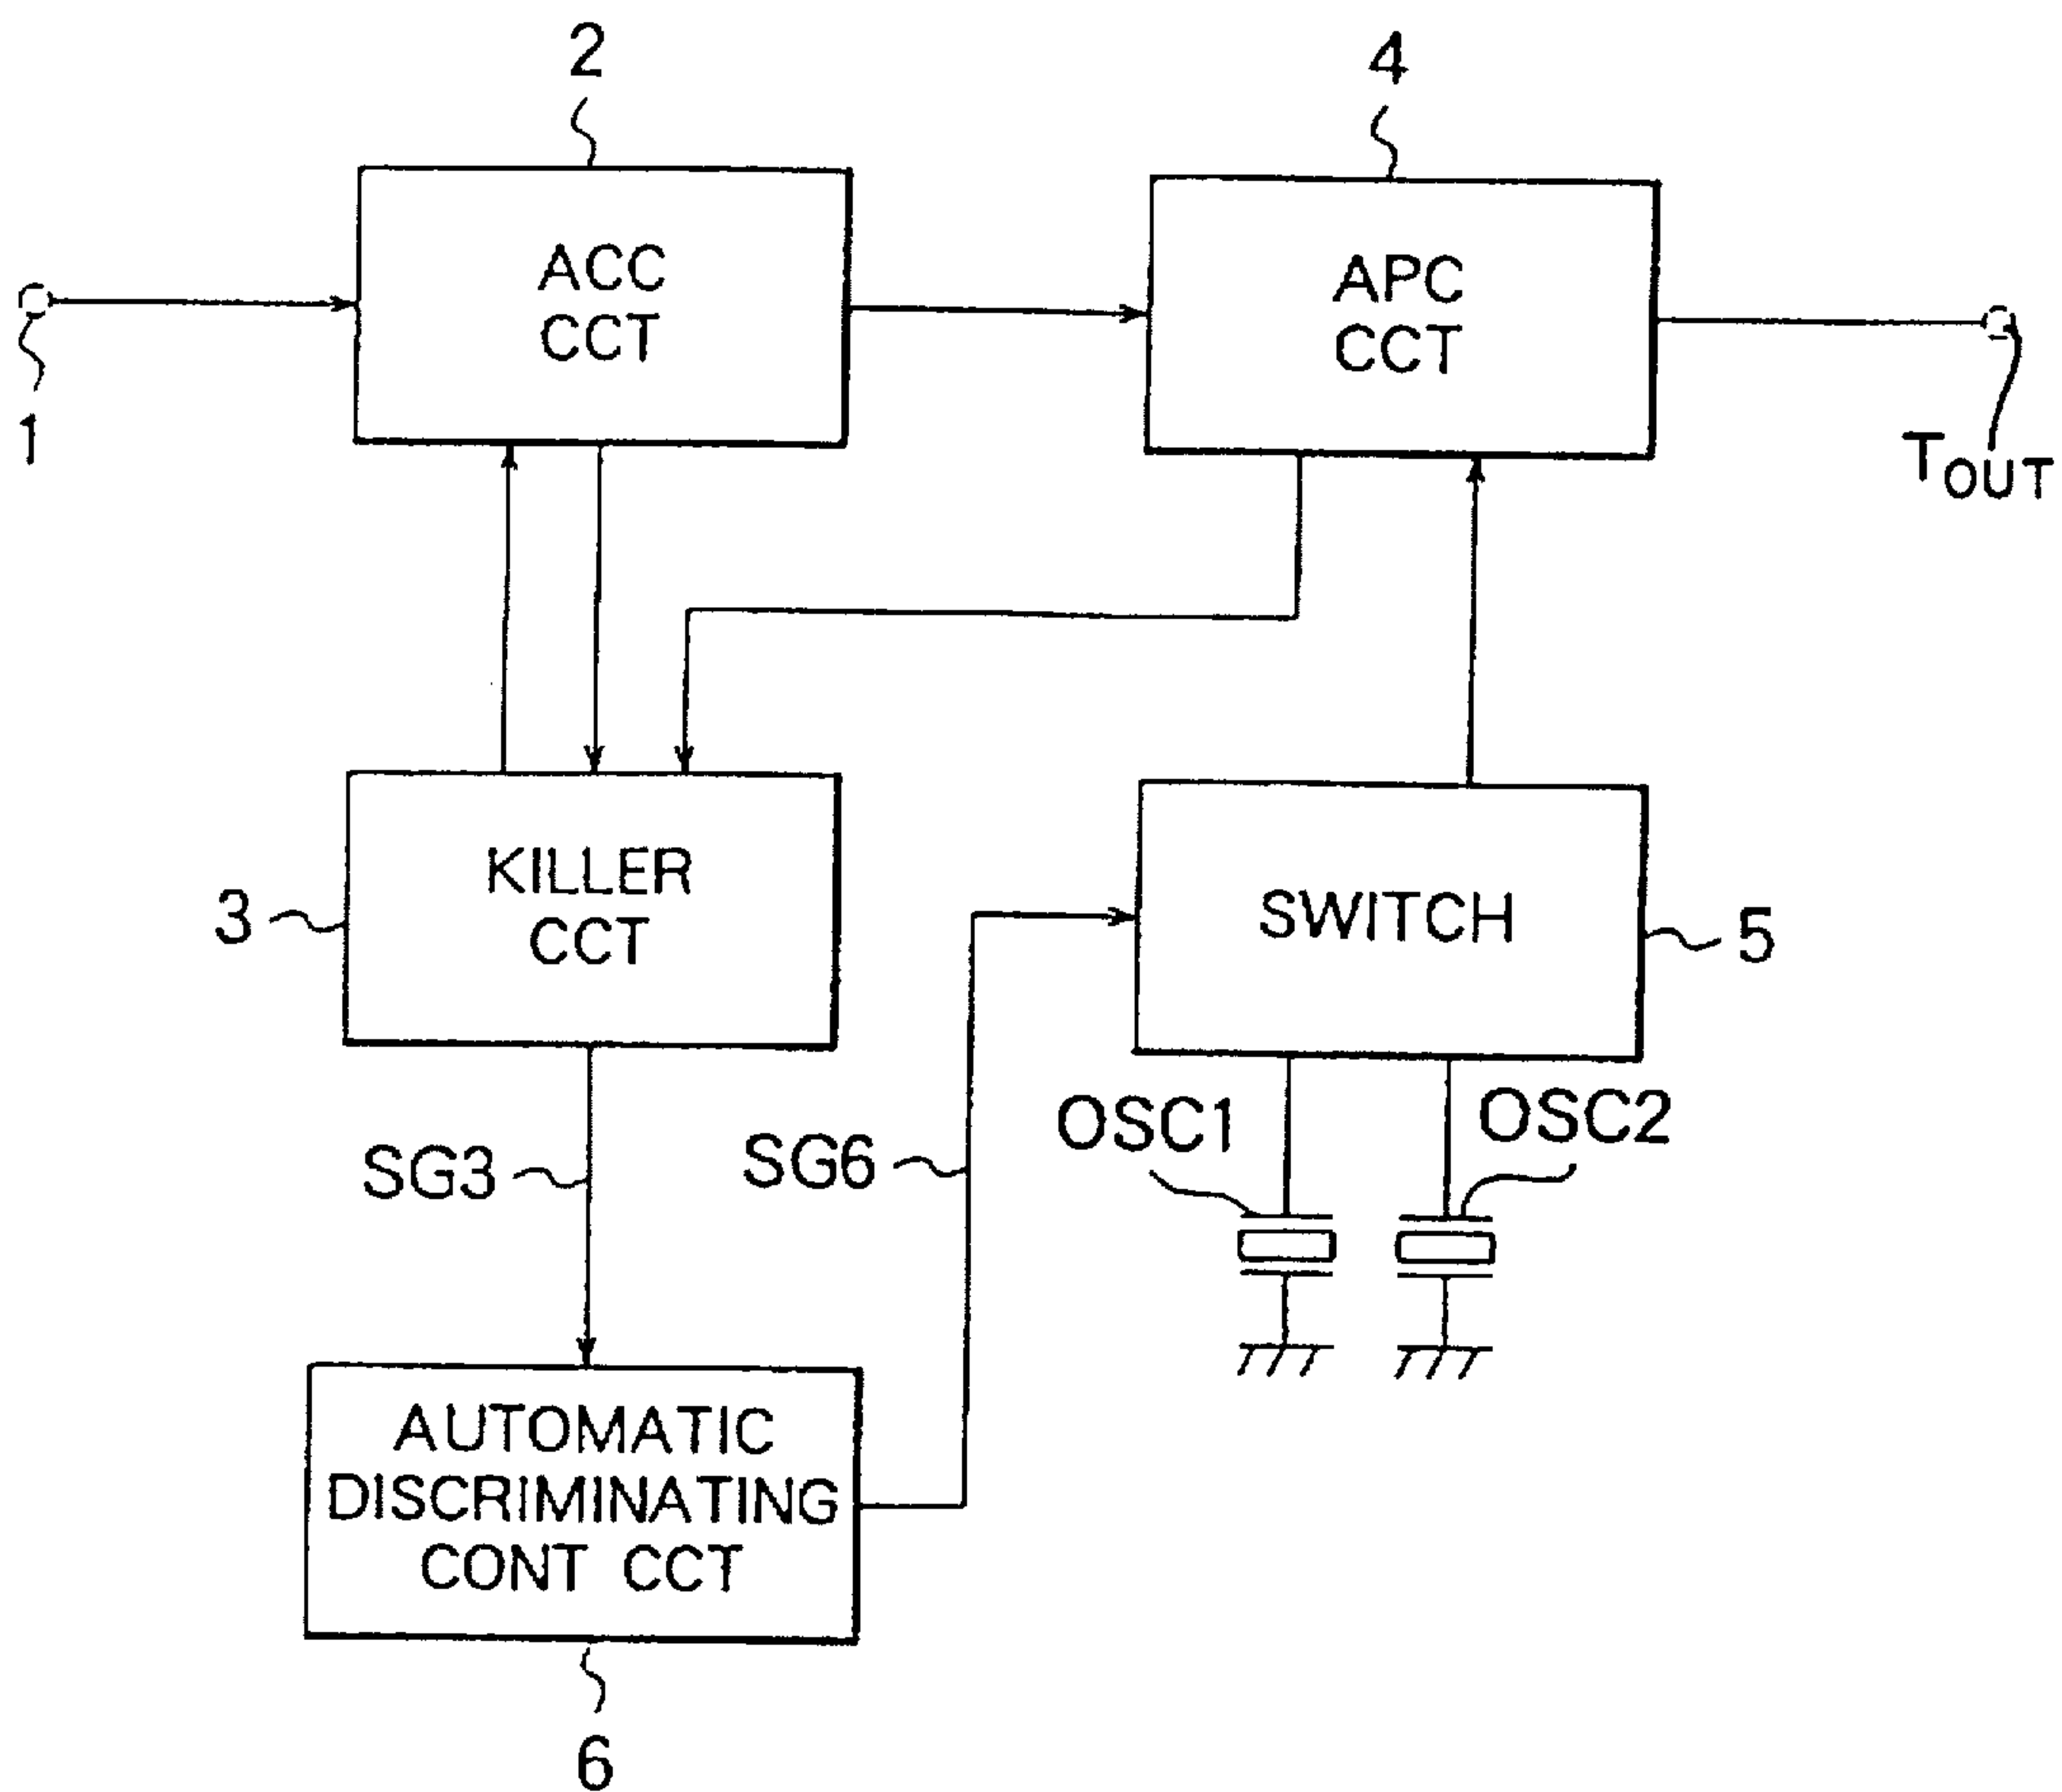 2
4
ACC
CCT
APC
CCT
1
TOUT
KILLER
CCT
3
SWITCH
5
OSC1
OSC2
SG3
SG6
AUTOMATIC
DISCRIMINATING
CONT CCT
6